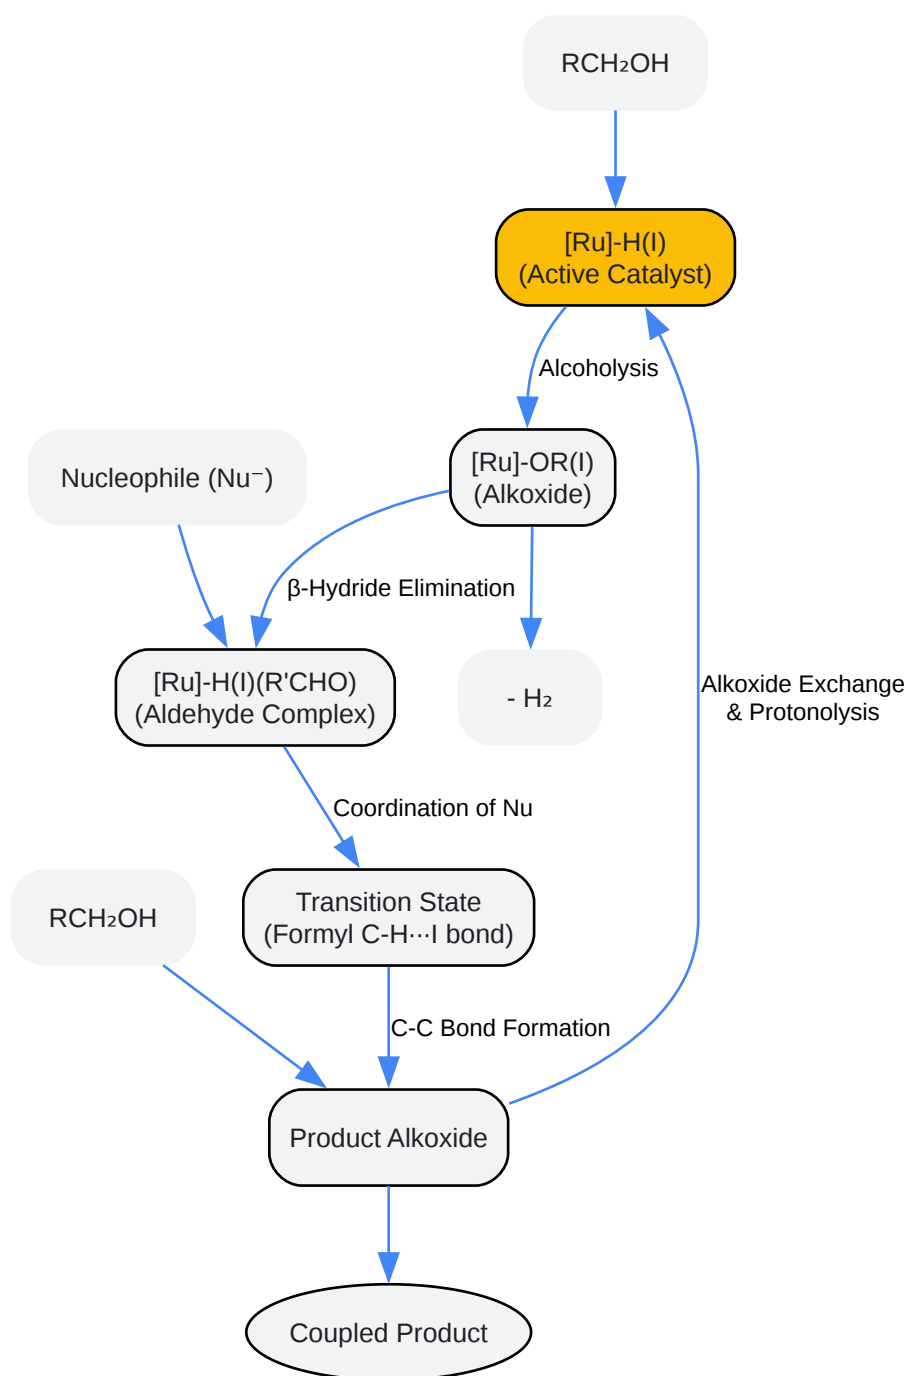 RCH₂OH
[Ru]-H(I)
(Active Catalyst)
Alcoholysis
[Ru]-OR(I)
(Alkoxide)
Nucleophile (Nu⁻)
β-Hydride Elimination
[Ru]-H(I)(R'CHO)
(Aldehyde Complex)
- H₂
Alkoxide Exchange
& Protonolysis
Coordination of Nu
Transition State
(Formyl C-H···I bond)
RCH₂OH
C-C Bond Formation
Product Alkoxide
Coupled Product